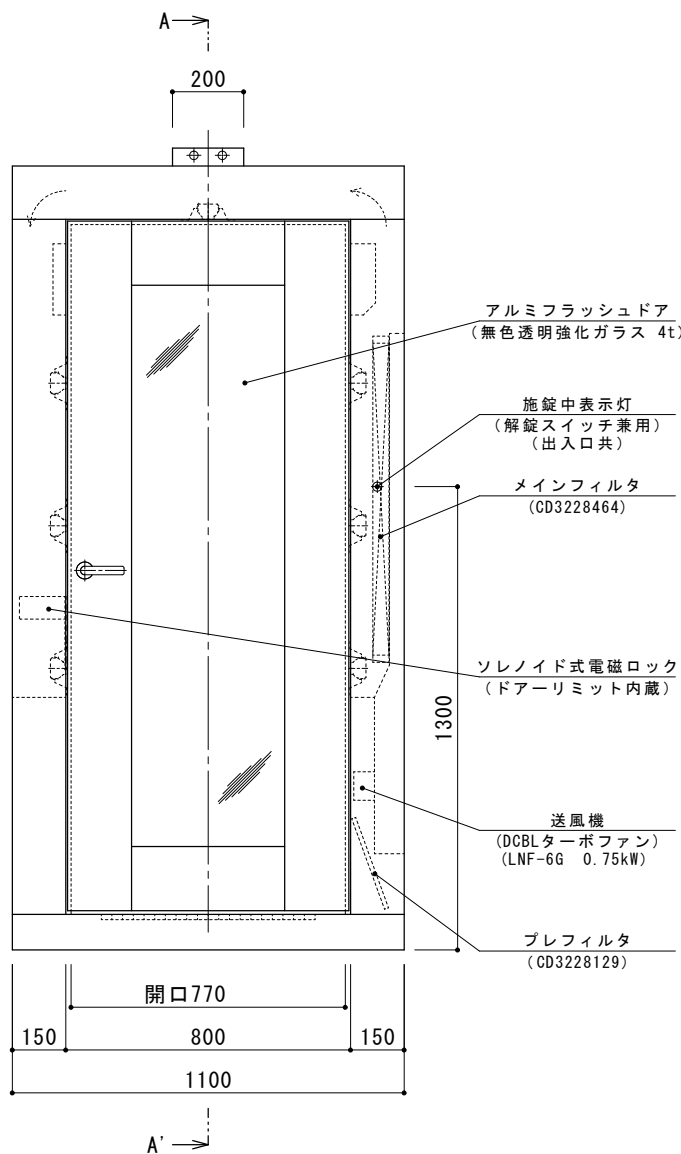 A
200
アルミフラッシュドア
(無色透明強化ガラス 4t)
施錠中表示灯
(解錠スイッチ兼用)
(出入口共)
メインフィルタ
(CD3228464)
ソレノイド式電磁ロック
(ドアーリミット内蔵)
1300
送風機
(DCBLターボファン)
(LNF-6G 0.75kW)
プレフィルタ
(CD3228129)
開口770
150 800 150
1100
A'